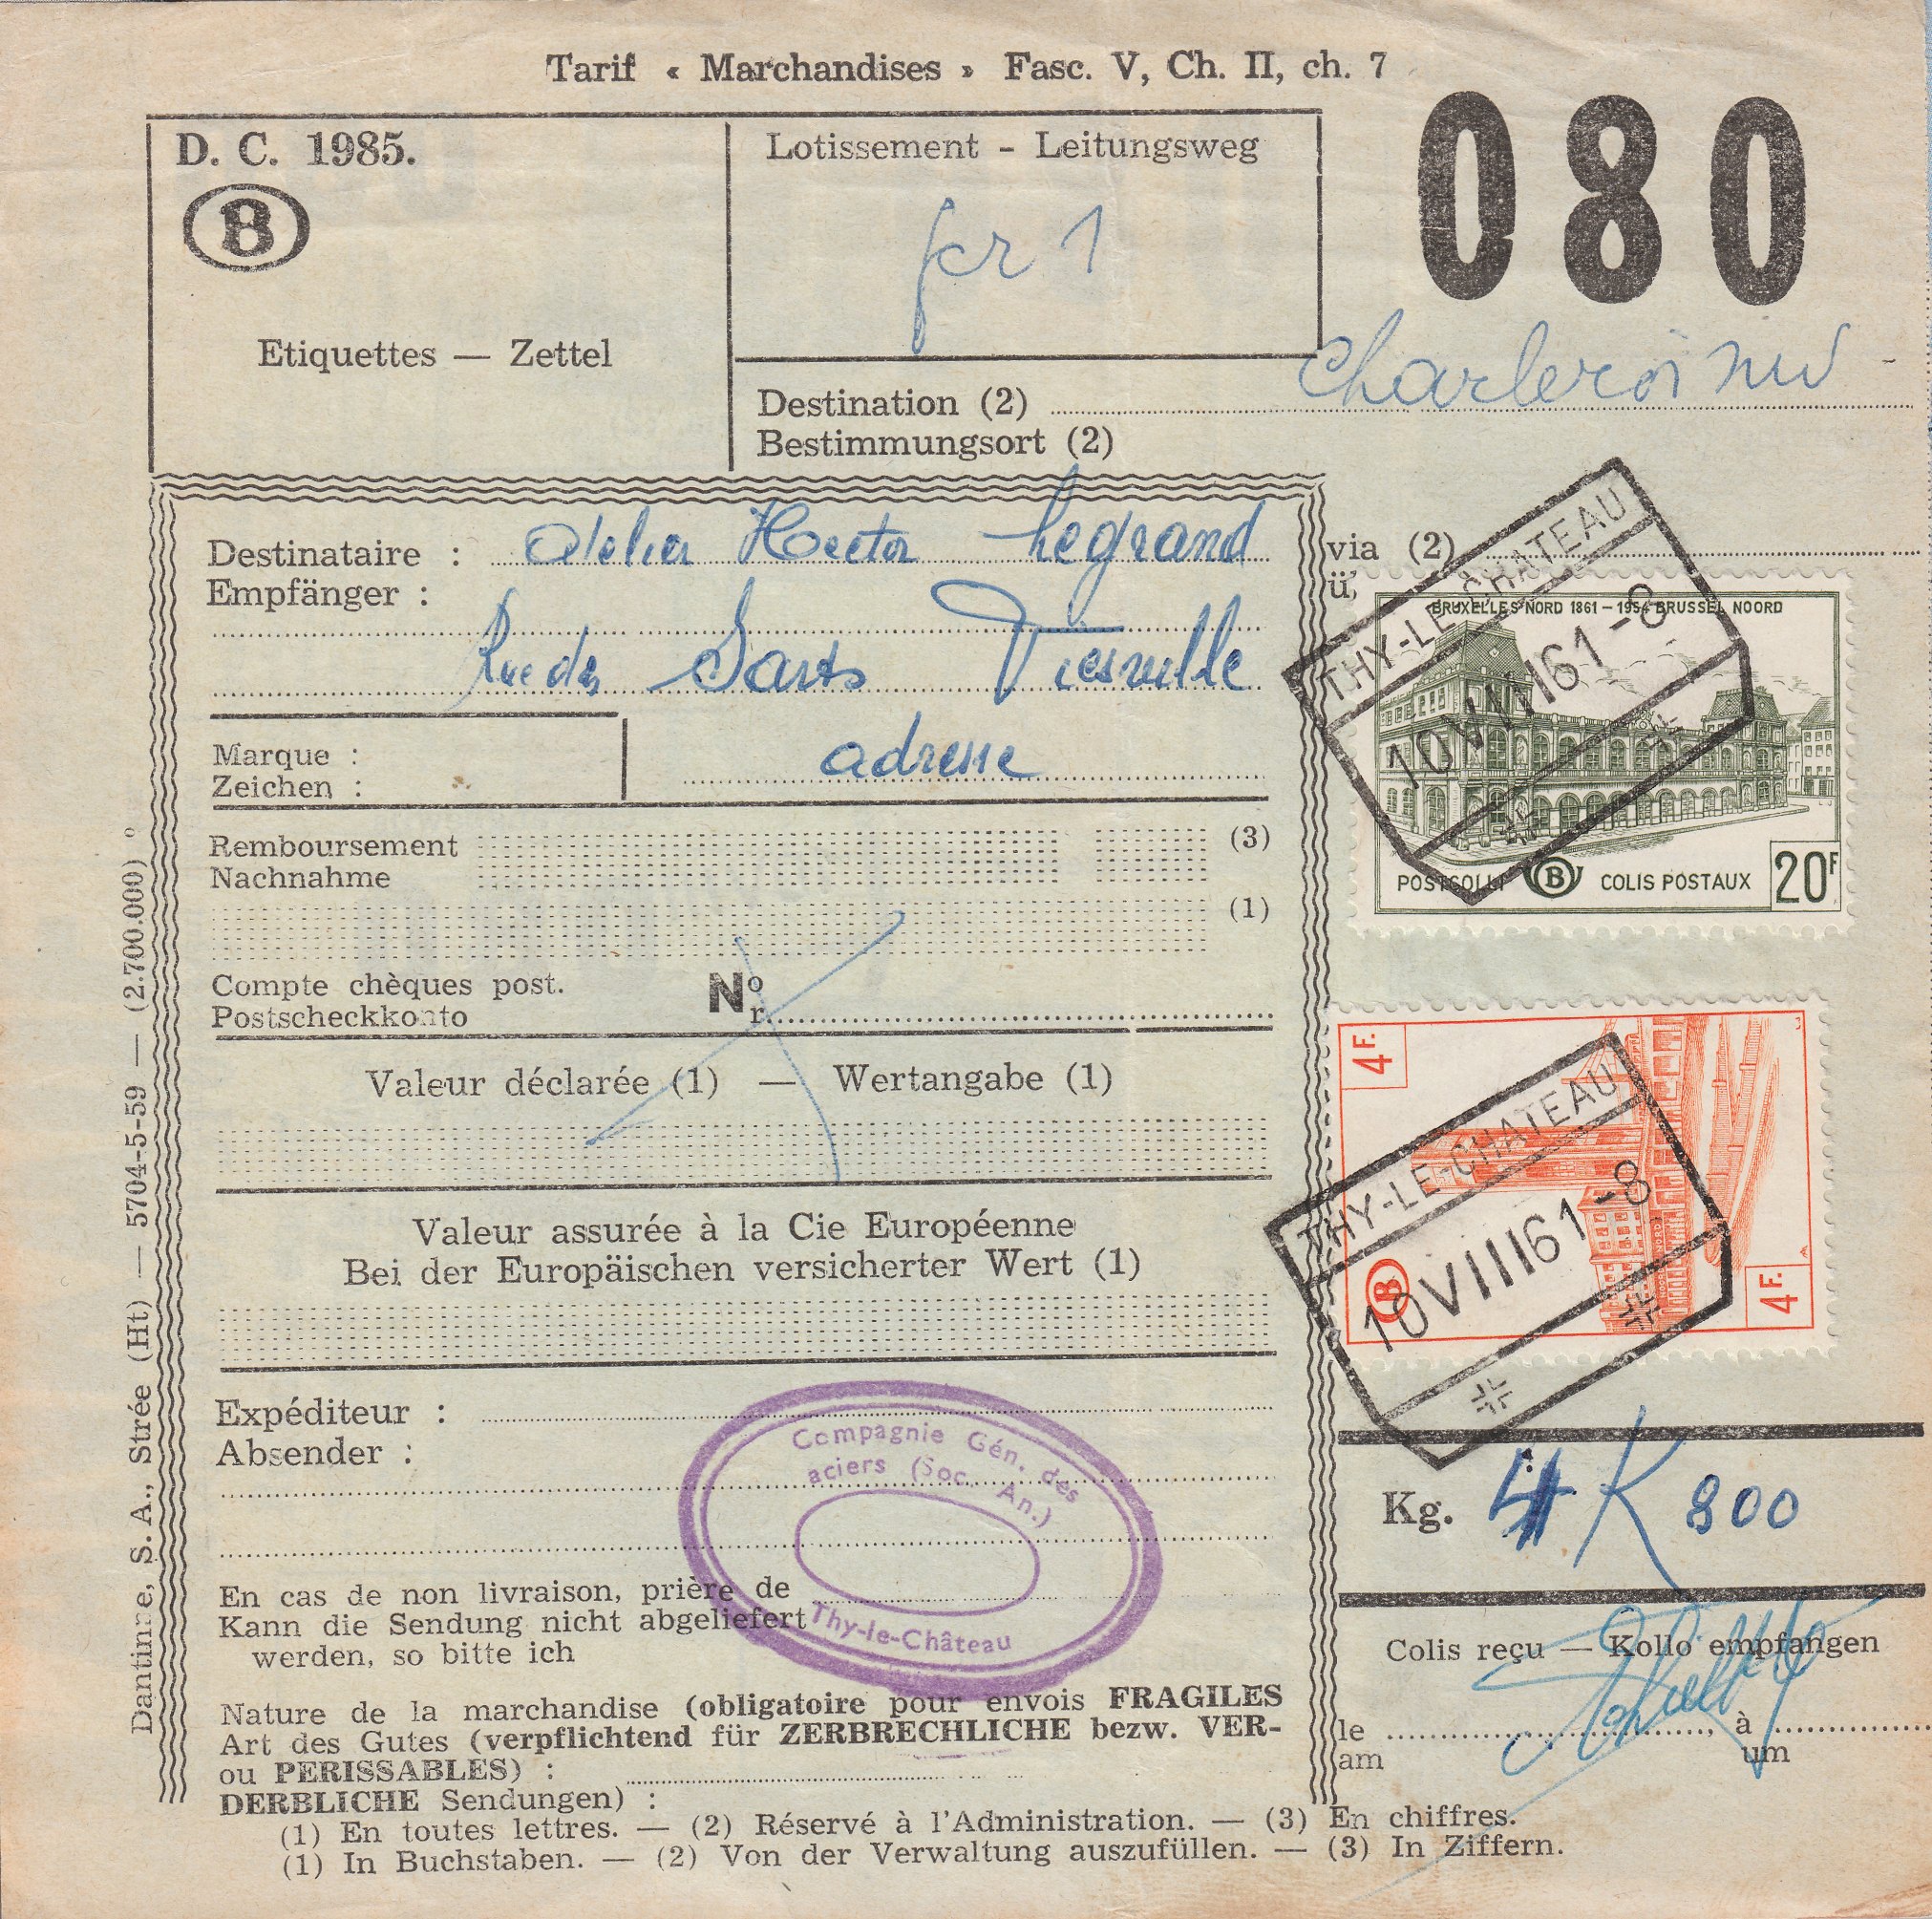 Tarif « Marchandises » Fasc. V, Ch. II, ch. 7
D. C. 1985.
B
Etiquettes — Zettel
Lotissement - Leitungsweg
1
080
Destination (2) Charleroi
Bestimmungsort (2)
Destinataire : atelier Hector Legrand
Empfänger :
Rue des Sarts Viesville
Marque :
Zeichen :
adresse
Remboursement (3)
Nachnahme
(1)
Compte chèques post. No
Postscheckkonto r.
Valeur déclarée (1) — Wertangabe (1)
Valeur assurée à la Cie Européenne
Bei der Europäischen versicherter Wert (1)
Expéditeur :
Absender :
Compagnie Gén. des
aciers (Soc. An.)
Thy-le-Château
En cas de non livraison, prière de
Kann die Sendung nicht abgeliefert
werden, so bitte ich
Nature de la marchandise (obligatoire pour envois FRAGILES
Art des Gutes (verpflichtend für ZERBRECHLICHE bezw. VER-
ou PERISSABLES) :
DERBLICHE Sendungen) :
(1) En toutes lettres. — (2) Réservé à l'Administration. — (3) En chiffres.
(1) In Buchstaben. — (2) Von der Verwaltung auszufüllen. — (3) In Ziffern.
via (2)
ü
BRUXELLES-NORD 1861 - 1954 BRUSSEL NOORD
THY-LE-CHATEAU
10 VIII 61 - 8
POSTCOLLI B COLIS POSTAUX 20F
4 F.
THY-LE-CHATEAU
10 VIII 61 - 8
B
4 F.
Kg. 4 K 800
Colis reçu — Kollo empfangen
le , à
am um
Dantinne, S. A., Strée (Ht) — 5704-5-59 — (2.700.000) °